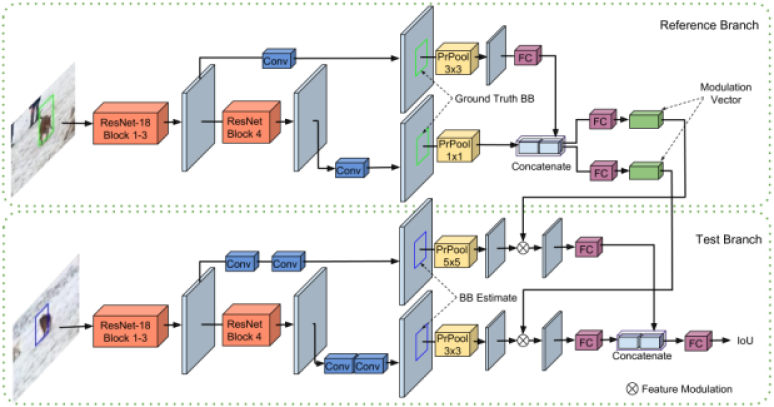 Reference Branch
Conv
PrPool
3x3
FC
ResNet-18
Block 1-3
ResNet
Block 4
Ground Truth BB
Modulation
Vector
FC
Conv
PrPool
1x1
Concatenate
FC
Test Branch
Conv
Conv
PrPool
5x5
FC
BB Estimate
ResNet-18
Block 1-3
ResNet
Block 4
Conv
Conv
PrPool
3x3
FC
Concatenate
FC
IoU
Feature Modulation